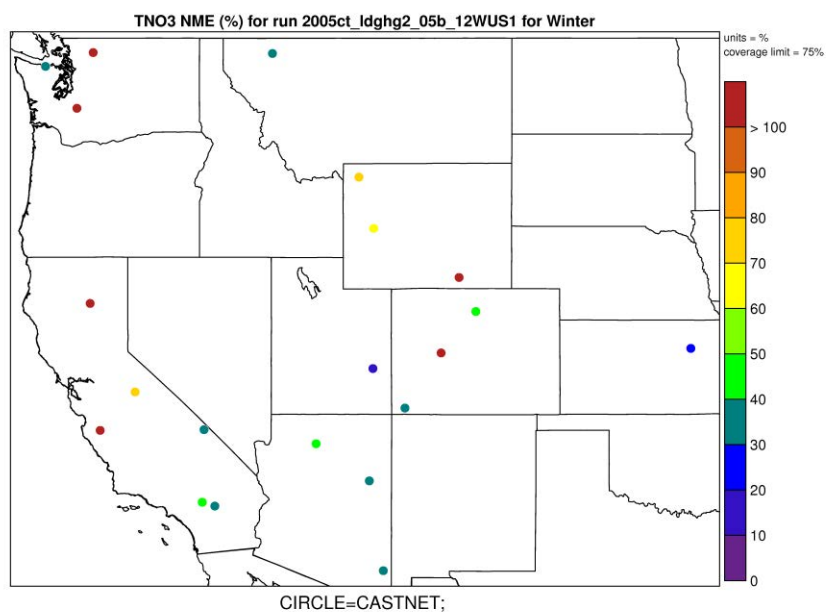 TNO3 NME (%) for run 2005ct_ldghg2_05b_12WUS1 for Winter
units = %
coverage limit = 75%
> 100
90
80
70
60
50
40
30
20
10
0
CIRCLE=CASTNET;